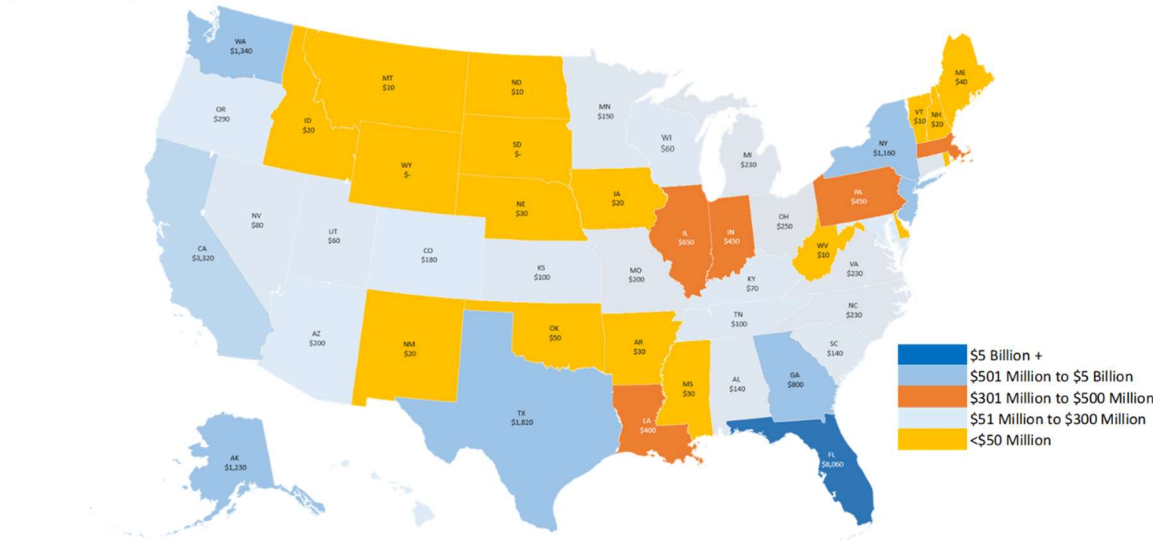 WA
$1,340
OR
$290
CA
$3,320
NV
$80
ID
$20
MT
$10
WY
$-
UT
$60
AZ
$200
CO
$180
NM
$20
ND
$10
SD
$-
NE
$30
KS
$100
OK
$50
TX
$1,820
MN
$150
IA
$20
MO
$200
AR
$30
LA
$400
WI
$60
IL
$650
MS
$30
MI
$230
IN
$450
KY
$70
TN
$100
AL
$140
OH
$250
WV
$10
VA
$230
NC
$230
SC
$140
GA
$800
FL
$8,060
PA
$450
NY
$1,160
VT
$10
NH
$20
ME
$40
AK
$1,230
$5 Billion +
$501 Million to $5 Billion
$301 Million to $500 Million
$51 Million to $300 Million
<$50 Million